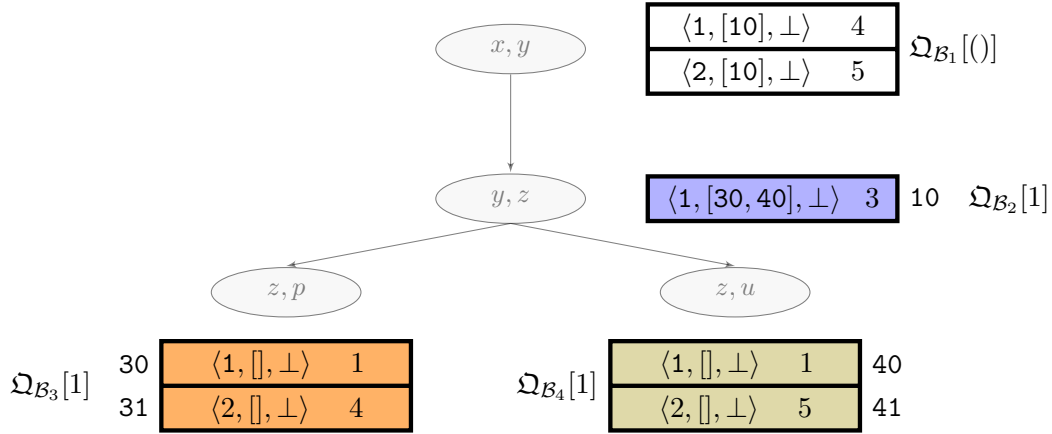 x, y
⟨1, [10], ⊥⟩ 4
⟨2, [10], ⊥⟩ 5
𝔔_{ℬ₁}[()]
y, z
⟨1, [30, 40], ⊥⟩ 3 10 𝔔_{ℬ₂}[1]
z, p
z, u
𝔔_{ℬ₃}[1]
30 ⟨1, [], ⊥⟩ 1
31 ⟨2, [], ⊥⟩ 4
𝔔_{ℬ₄}[1]
⟨1, [], ⊥⟩ 1 40
⟨2, [], ⊥⟩ 5 41